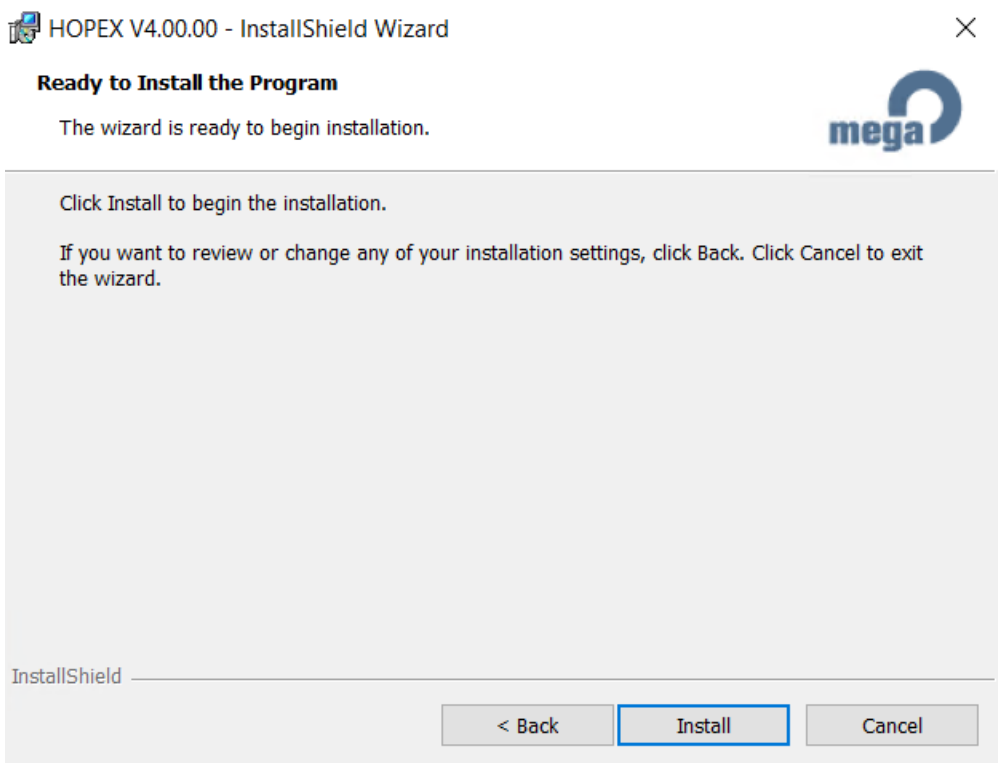 HOPEX V4.00.00 - InstallShield Wizard
Ready to Install the Program
The wizard is ready to begin installation.
mega
Click Install to begin the installation.
If you want to review or change any of your installation settings, click Back. Click Cancel to exit
the wizard.
InstallShield
< Back
Install
Cancel